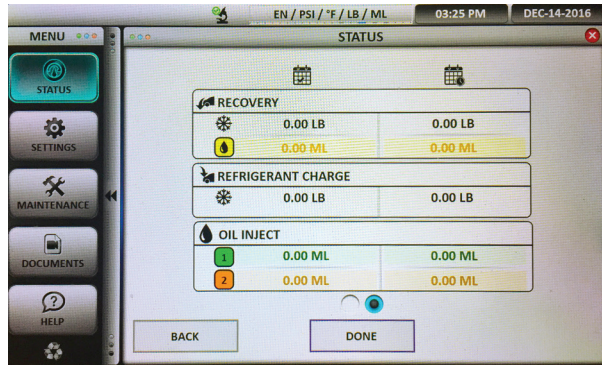 EN / PSI / °F / LB / ML 03:25 PM DEC-14-2016
MENU
STATUS
STATUS
SETTINGS
MAINTENANCE
DOCUMENTS
HELP
RECOVERY
0.00 LB 0.00 LB
0.00 ML 0.00 ML
REFRIGERANT CHARGE
0.00 LB 0.00 LB
OIL INJECT
1 0.00 ML 0.00 ML
2 0.00 ML 0.00 ML
BACK DONE